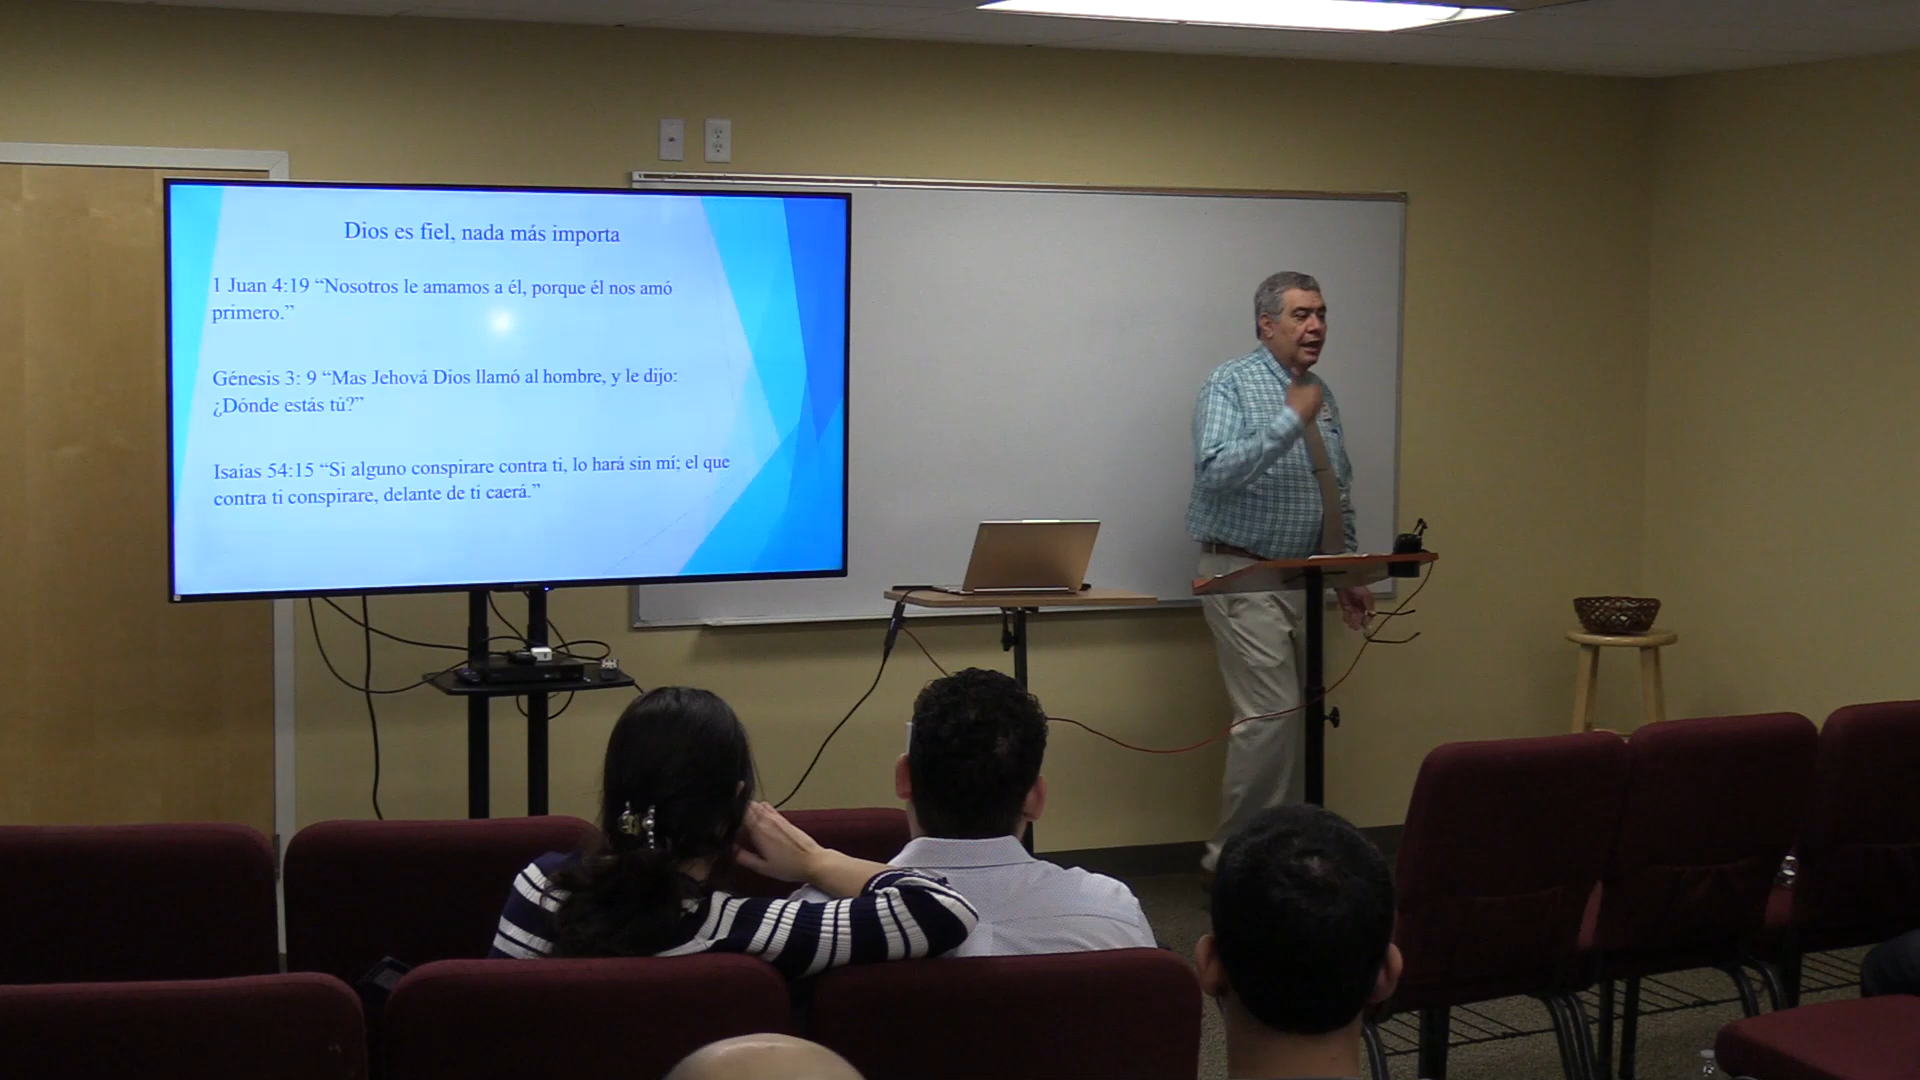 Dios es fiel, nada más importa
1 Juan 4:19 “Nosotros le amamos a él, porque él nos amó
primero.”
Génesis 3: 9 “Mas Jehová Dios llamó al hombre, y le dijo:
¿Dónde estás tú?”
Isaías 54:15 “Si alguno conspirare contra ti, lo hará sin mí; el que
contra ti conspirare, delante de ti caerá.”